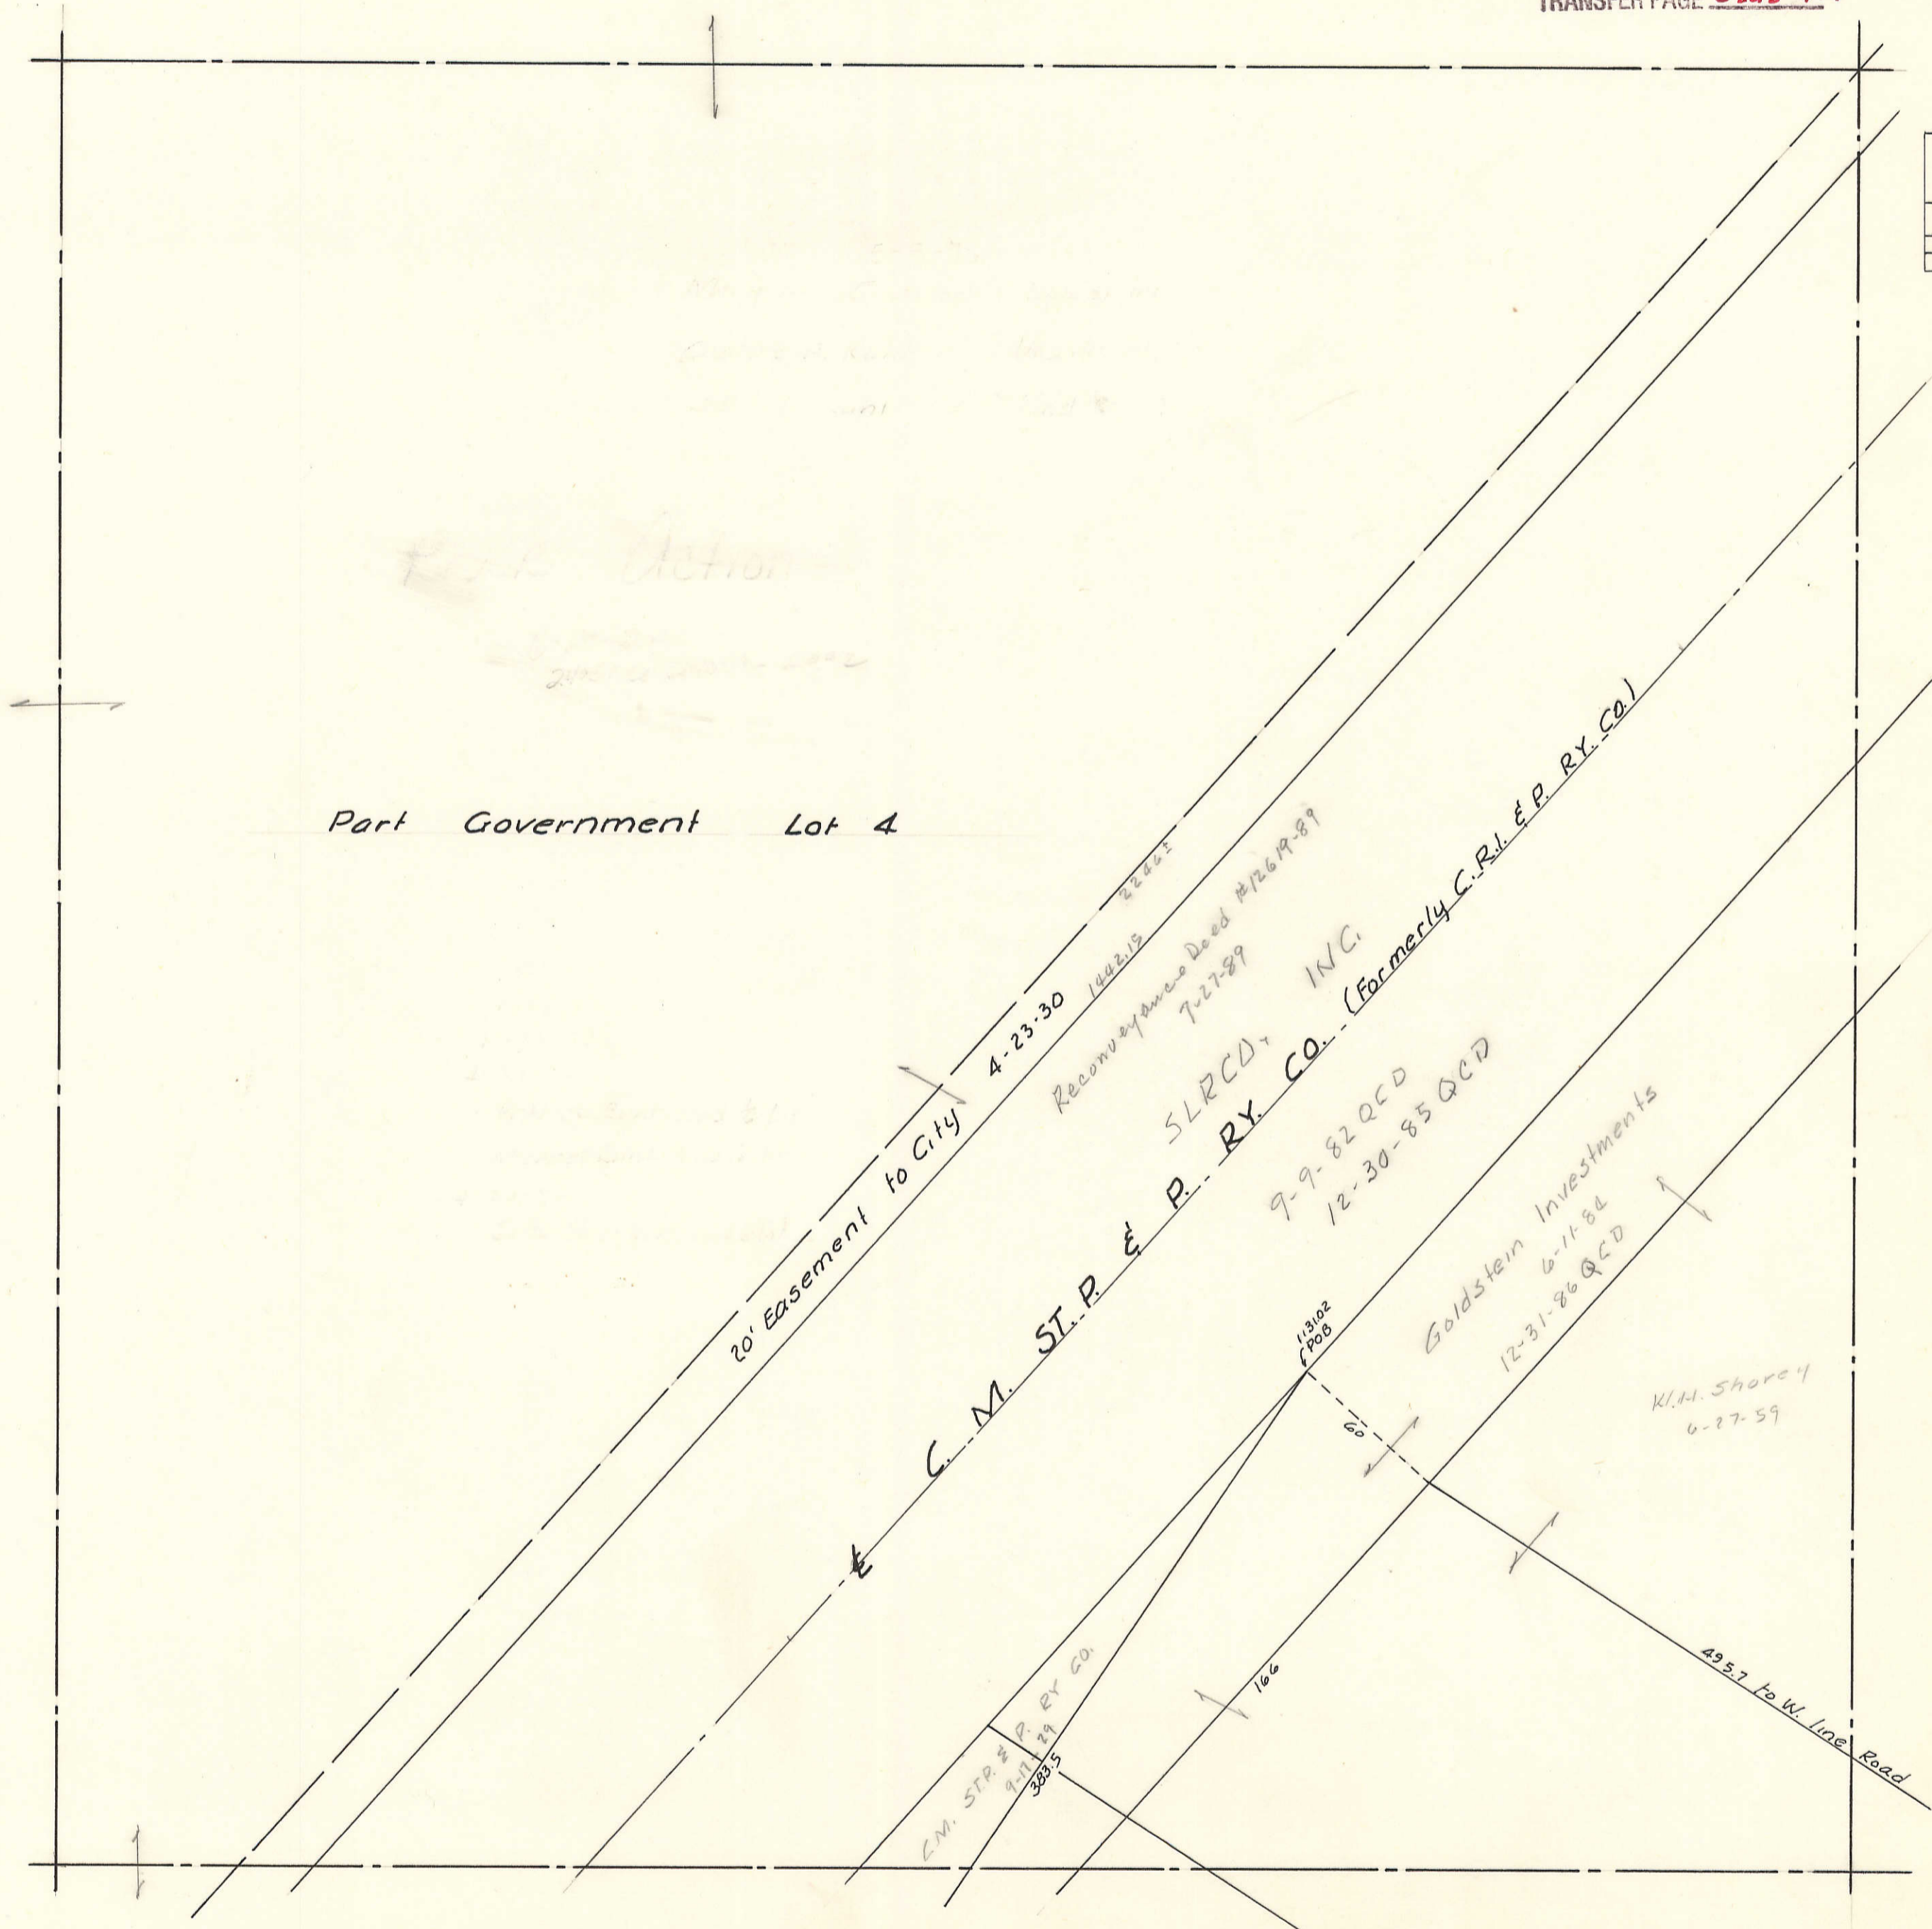 TRANSFER PAGE
Part Government Lot 4
2246±
1442.15
20' Easement to City 4-23-30
Reconveyance Deed #12619-89
7-27-89
SLRCO, INC.
℄ C. M. ST. P. & P. RY. CO. (Formerly C.R.I. & P. RY. CO.)
9-9-82 QCD
12-30-85 QCD
Goldstein Investments
6-11-82
12-31-86 QCD
1131.02
POB
60
Shorey
6-27-59
166
495.7 to W. line Road
C.M. ST.P. & P. RY CO.
9-17-29
383.5